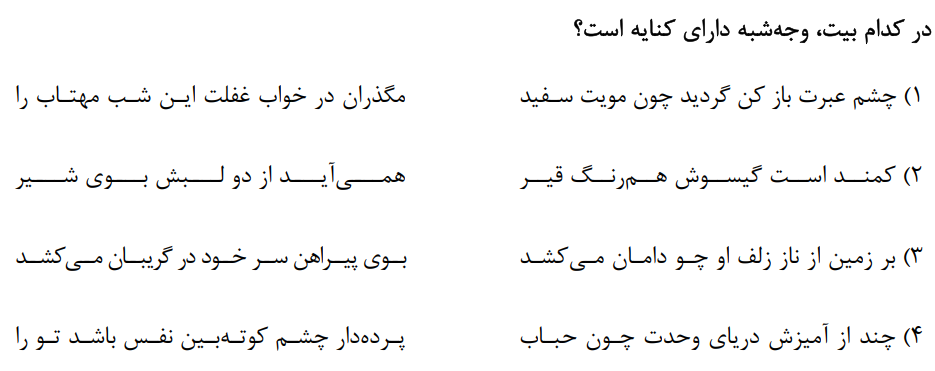 در کدام بیت، وجه‌شبه دارای کنایه است؟
۱) چشم عبرت باز کن گردید چون مویت سفید مگذران در خواب غفلت این شب مهتاب را
۲) کمند است گیسوش هم‌رنگ قیر همی‌آید از دو لبش بوی شیر
۳) بر زمین از ناز زلف او چو دامان می‌کشد بوی پیراهن سر خود در گریبان می‌کشد
۴) چند از آمیزش دریای وحدت چون حباب پرده‌دار چشم کوته‌بین نفس باشد تو را